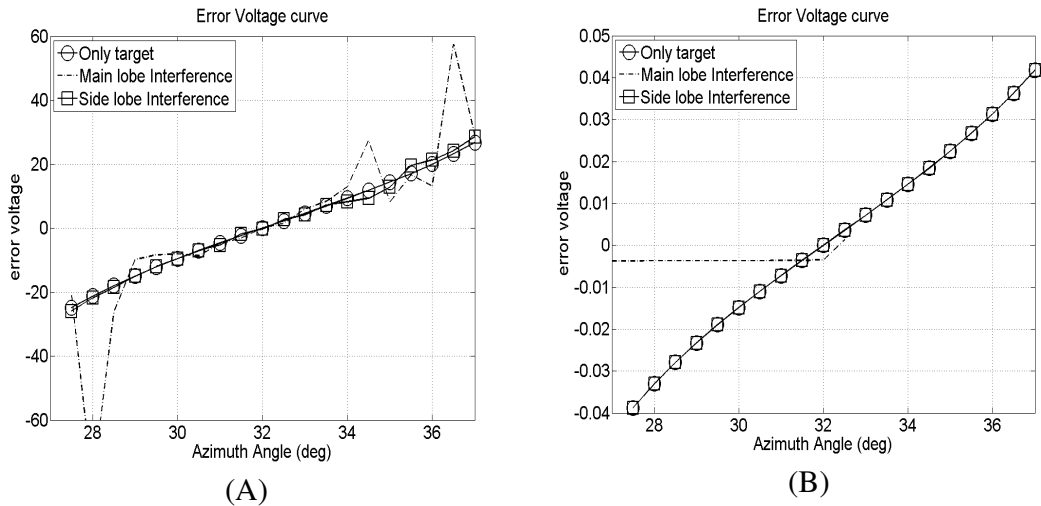 Error Voltage curve
60
40
20
0
-20
-40
-60
error voltage
Only target
Main lobe Interference
Side lobe Interference
28
30
32
34
36
Azimuth Angle (deg)
(A)
Error Voltage curve
0.05
0.04
0.03
0.02
0.01
0
-0.01
-0.02
-0.03
-0.04
error voltage
Only target
Main lobe Interference
Side lobe Interference
28
30
32
34
36
Azimuth Angle (deg)
(B)